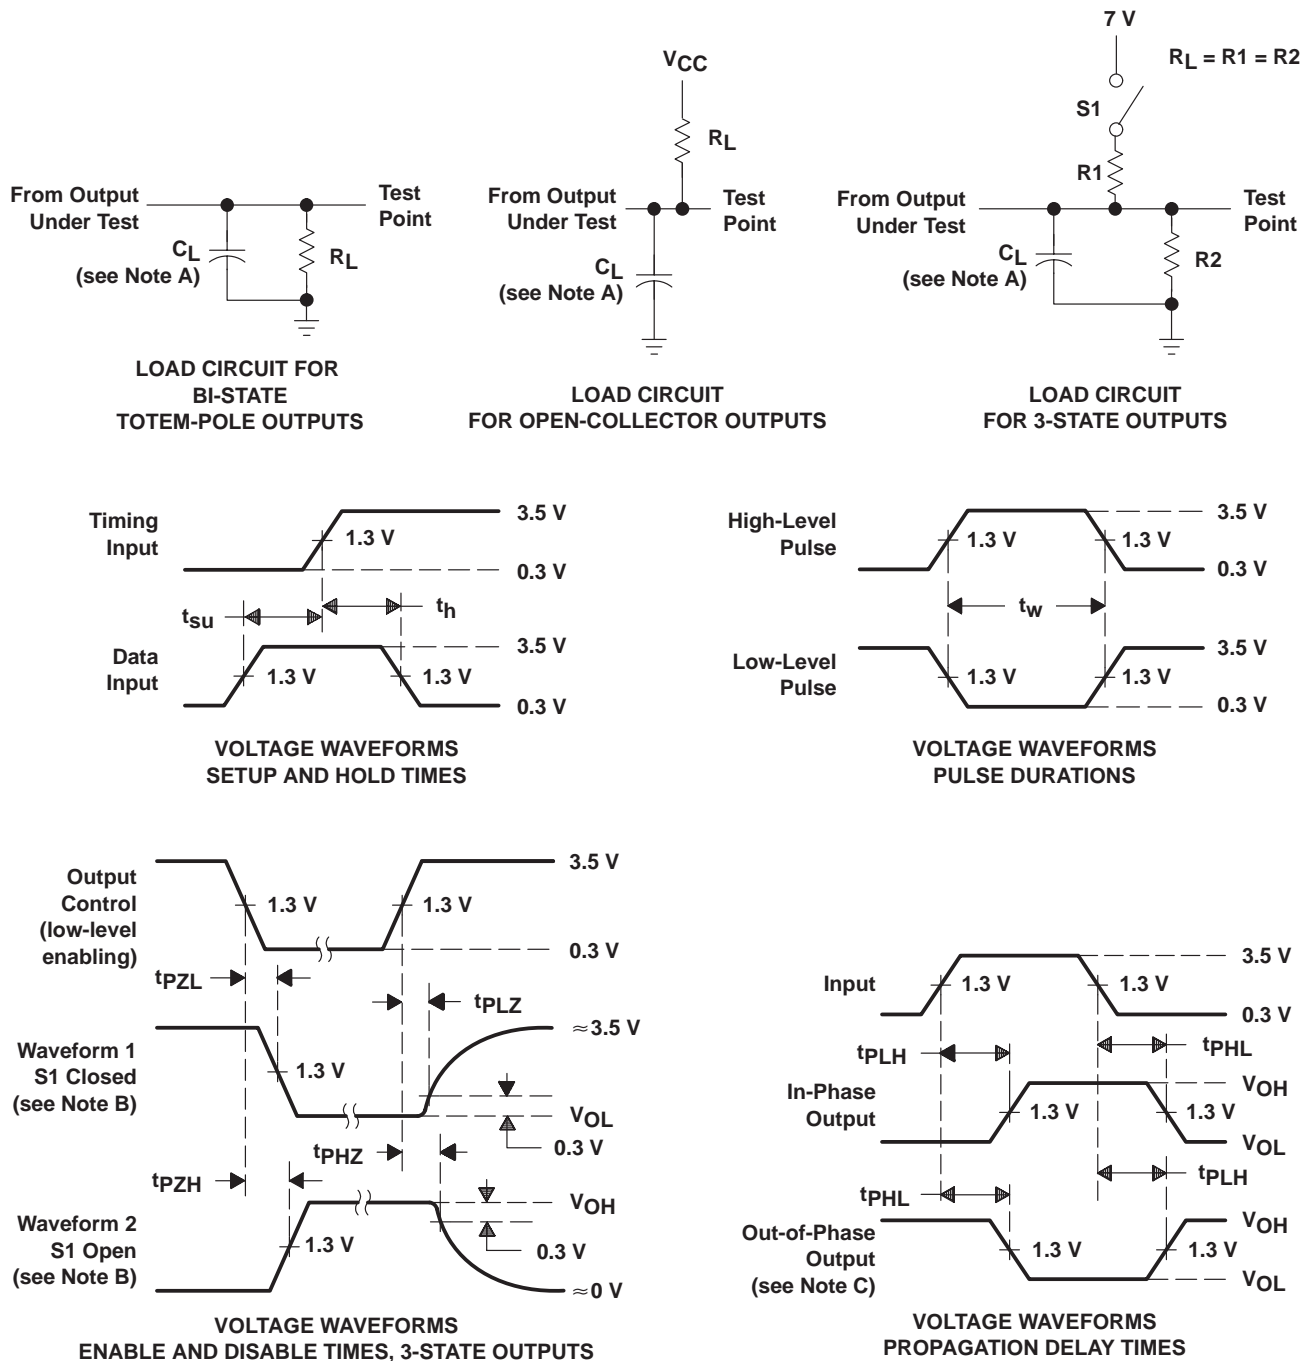 7 V
RL = R1 = R2
S1
R1
From Output
Under Test
Test
Point
CL
(see Note A)
RL
LOAD CIRCUIT FOR
BI-STATE
TOTEM-POLE OUTPUTS
VCC
RL
From Output
Under Test
Test
Point
CL
(see Note A)
LOAD CIRCUIT
FOR OPEN-COLLECTOR OUTPUTS
From Output
Under Test
Test
Point
CL
(see Note A)
R2
LOAD CIRCUIT
FOR 3-STATE OUTPUTS
Timing
Input
3.5 V
1.3 V
0.3 V
tsu
th
Data
Input
3.5 V
1.3 V
1.3 V
0.3 V
VOLTAGE WAVEFORMS
SETUP AND HOLD TIMES
High-Level
Pulse
3.5 V
1.3 V
1.3 V
0.3 V
tw
Low-Level
Pulse
3.5 V
1.3 V
1.3 V
0.3 V
VOLTAGE WAVEFORMS
PULSE DURATIONS
Output
Control
(low-level
enabling)
3.5 V
1.3 V
1.3 V
0.3 V
tPZL
tPLZ
Waveform 1
S1 Closed
(see Note B)
≈3.5 V
1.3 V
VOL
0.3 V
tPHZ
tPZH
Waveform 2
S1 Open
(see Note B)
VOH
1.3 V
0.3 V
≈0 V
VOLTAGE WAVEFORMS
ENABLE AND DISABLE TIMES, 3-STATE OUTPUTS
Input
3.5 V
1.3 V
1.3 V
0.3 V
tPLH
tPHL
In-Phase
Output
VOH
1.3 V
1.3 V
VOL
tPHL
tPLH
Out-of-Phase
Output
(see Note C)
VOH
1.3 V
1.3 V
VOL
VOLTAGE WAVEFORMS
PROPAGATION DELAY TIMES